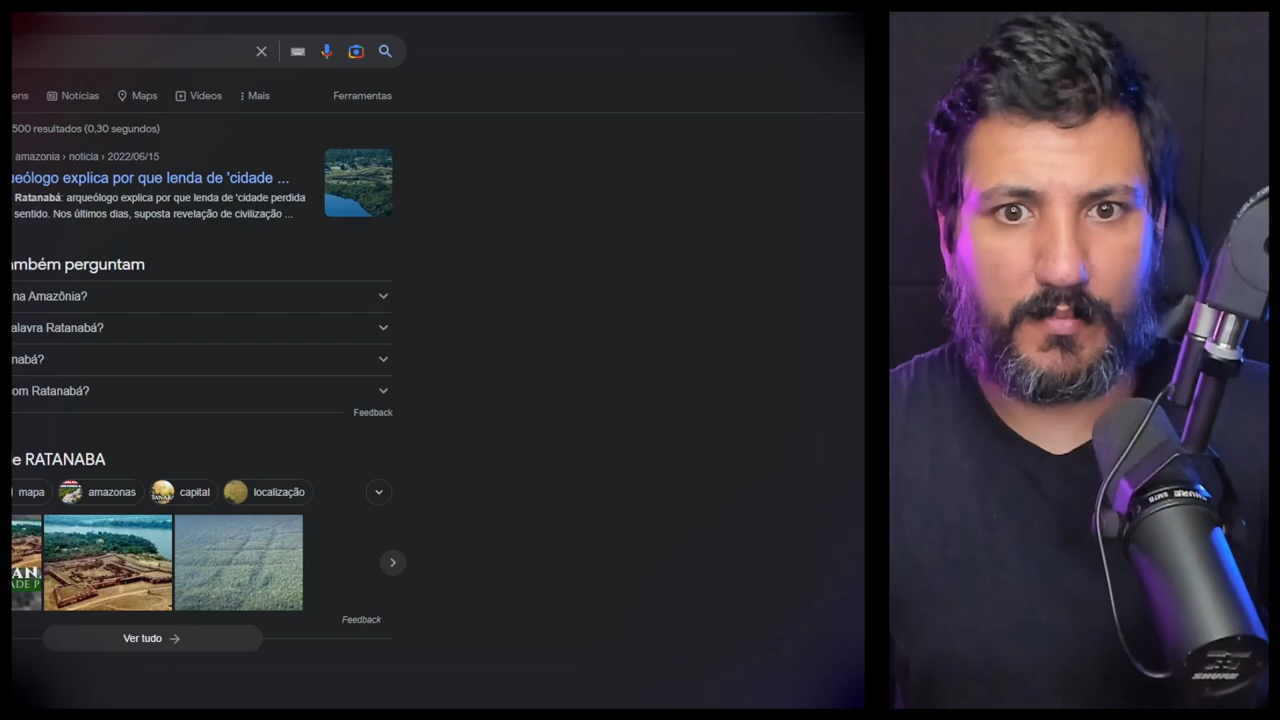 ens Notícias Maps Vídeos Mais Ferramentas
500 resultados (0,30 segundos)
amazonia › noticia › 2022/06/15
ueólogo explica por que lenda de 'cidade ...
Ratanabá: arqueólogo explica por que lenda de 'cidade perdida
sentido. Nos últimos dias, suposta revelação de civilização ...
ambém perguntam
na Amazônia?
alavra Ratanabá?
nabá?
om Ratanabá?
Feedback
e RATANABA
mapa amazonas capital localização
Feedback
Ver tudo
SHURE SM7B
SHURE